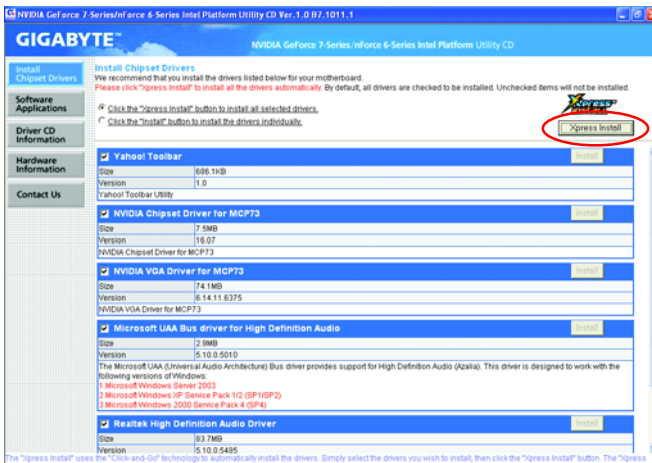 NVIDIA GeForce 7-Series/nForce 6-Series Intel Platform Utility CD Ver.1.0 B7.1011.1
GIGABYTE™
NVIDIA GeForce 7-Series/nForce 6-Series Intel Platform Utility CD
Install
Chipset Drivers
Software
Applications
Driver CD
Information
Hardware
Information
Contact Us
Install Chipset Drivers
We recommend that you install the drivers listed below for your motherboard.
Please click "Xpress Install" to install all the drivers automatically. By default, all drivers are checked to be installed. Unchecked items will not be installed.
Click the "Xpress Install" button to install all selected drivers.
Click the "Install" button to install the drivers individually.
Xpress
Xpress Install
Yahoo! Toolbar
Install
Size 686.1KB
Version 1.0
Yahoo! Toolbar Utility
NVIDIA Chipset Driver for MCP73
Install
Size 7.5MB
Version 16.07
NVIDIA Chipset Driver for MCP73
NVIDIA VGA Driver for MCP73
Install
Size 74.1MB
Version 6.14.11.6375
NVIDIA VGA Driver for MCP73
Microsoft UAA Bus driver for High Definition Audio
Install
Size 2.9MB
Version 5.10.0.5010
The Microsoft UAA (Universal Audio Architecture) Bus driver provides support for High Definition Audio (Azalia). This driver is designed to work with the
following versions of Windows:
1.Microsoft Windows Server 2003
2.Microsoft Windows XP Service Pack 1/2 (SP1/SP2)
3.Microsoft Windows 2000 Service Pack 4 (SP4)
Realtek High Definition Audio Driver
Install
Size 83.7MB
Version 5.10.0.5485
The "Xpress Install" uses the "Click-and-Go" technology to automatically install the drivers. Simply select the drivers you wish to install, then click the "Xpress Install" button. The "Xpress